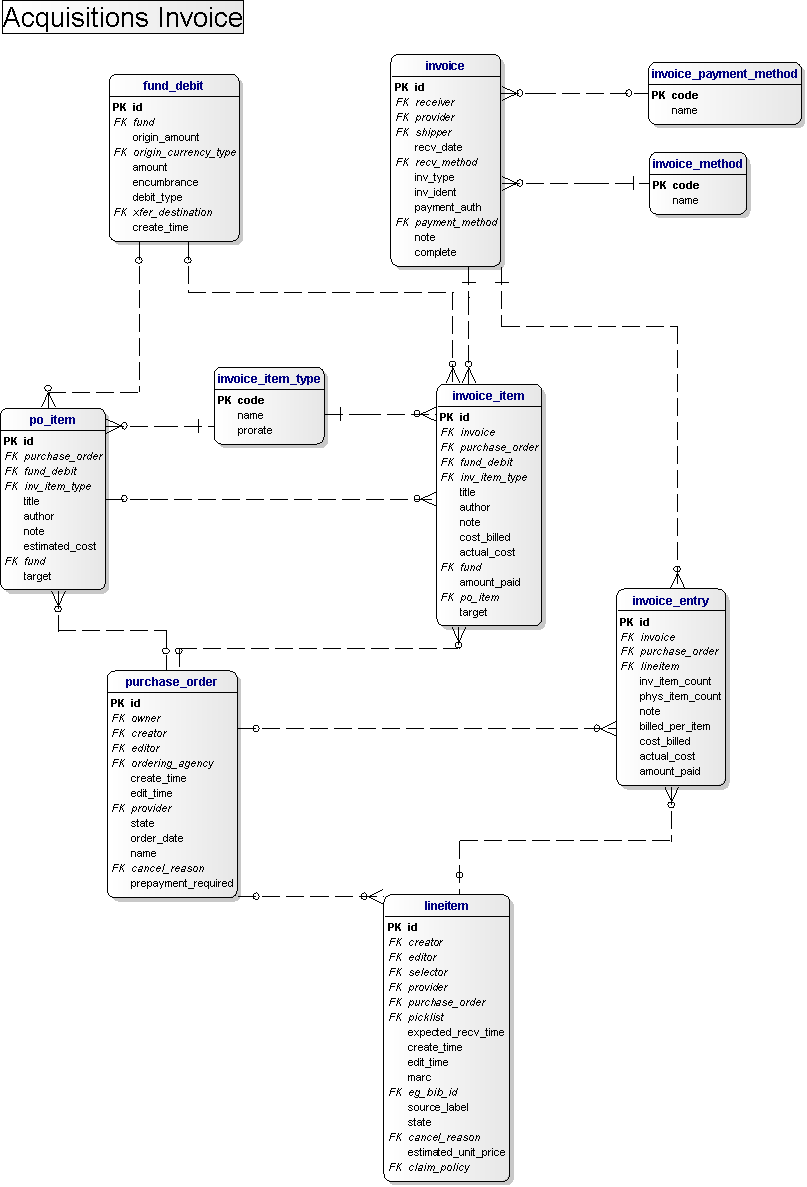 Acquisitions Invoice
fund_debit
PK id
FK fund
origin_amount
FK origin_currency_type
amount
encumbrance
debit_type
FK xfer_destination
create_time
invoice
PK id
FK receiver
FK provider
FK shipper
recv_date
FK recv_method
inv_type
inv_ident
payment_auth
FK payment_method
note
complete
invoice_payment_method
PK code
name
invoice_method
PK code
name
invoice_item_type
PK code
name
prorate
po_item
PK id
FK purchase_order
FK fund_debit
FK inv_item_type
title
author
note
estimated_cost
FK fund
target
invoice_item
PK id
FK invoice
FK purchase_order
FK fund_debit
FK inv_item_type
title
author
note
cost_billed
actual_cost
FK fund
amount_paid
FK po_item
target
invoice_entry
PK id
FK invoice
FK purchase_order
FK lineitem
inv_item_count
phys_item_count
note
billed_per_item
cost_billed
actual_cost
amount_paid
purchase_order
PK id
FK owner
FK creator
FK editor
FK ordering_agency
create_time
edit_time
FK provider
state
order_date
name
FK cancel_reason
prepayment_required
lineitem
PK id
FK creator
FK editor
FK selector
FK provider
FK purchase_order
FK picklist
expected_recv_time
create_time
edit_time
marc
FK eg_bib_id
source_label
state
FK cancel_reason
estimated_unit_price
FK claim_policy